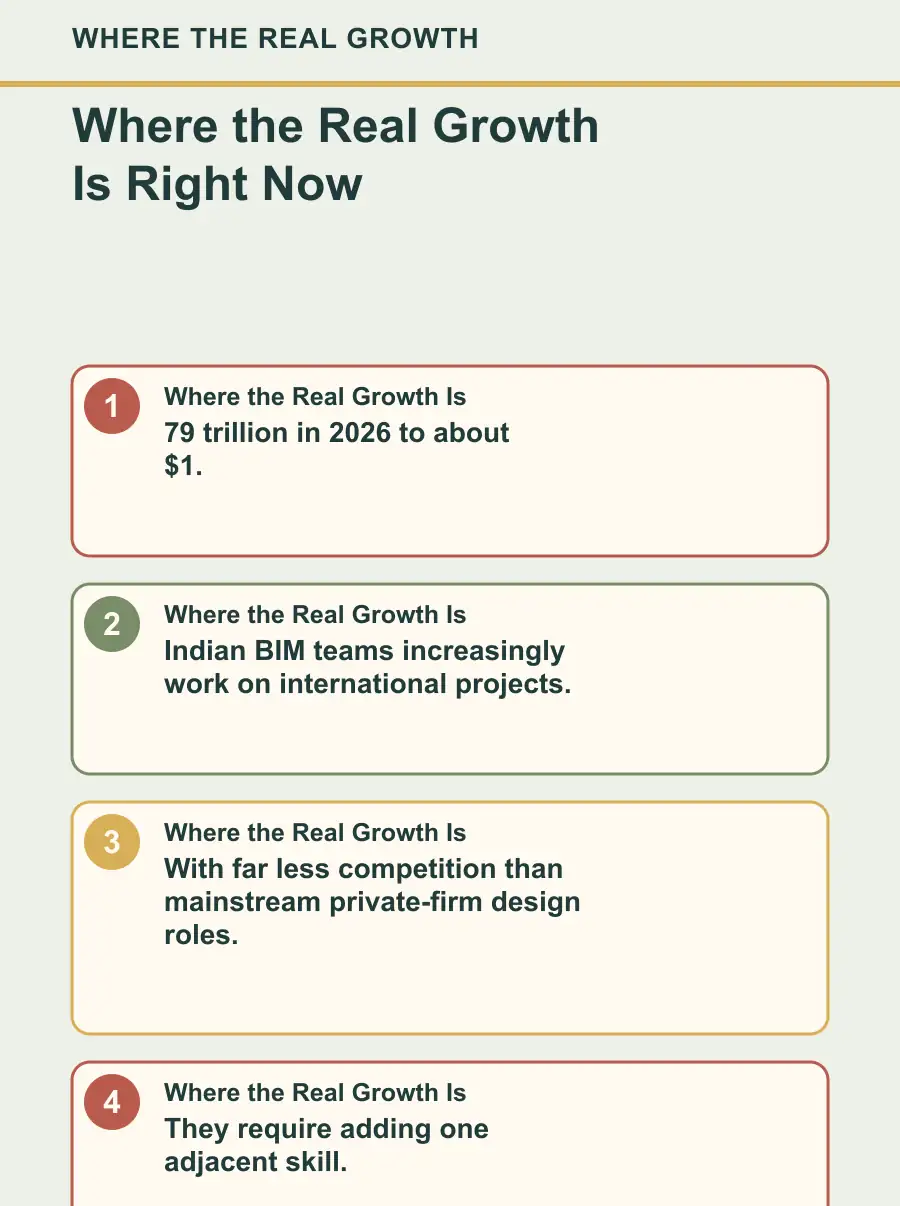 WHERE THE REAL GROWTH
Where the Real Growth
Is Right Now
1
Where the Real Growth Is
79 trillion in 2026 to about
$1.
2
Where the Real Growth Is
Indian BIM teams increasingly
work on international projects.
3
Where the Real Growth Is
With far less competition than
mainstream private-firm design
roles.
4
Where the Real Growth Is
They require adding one
adjacent skill.